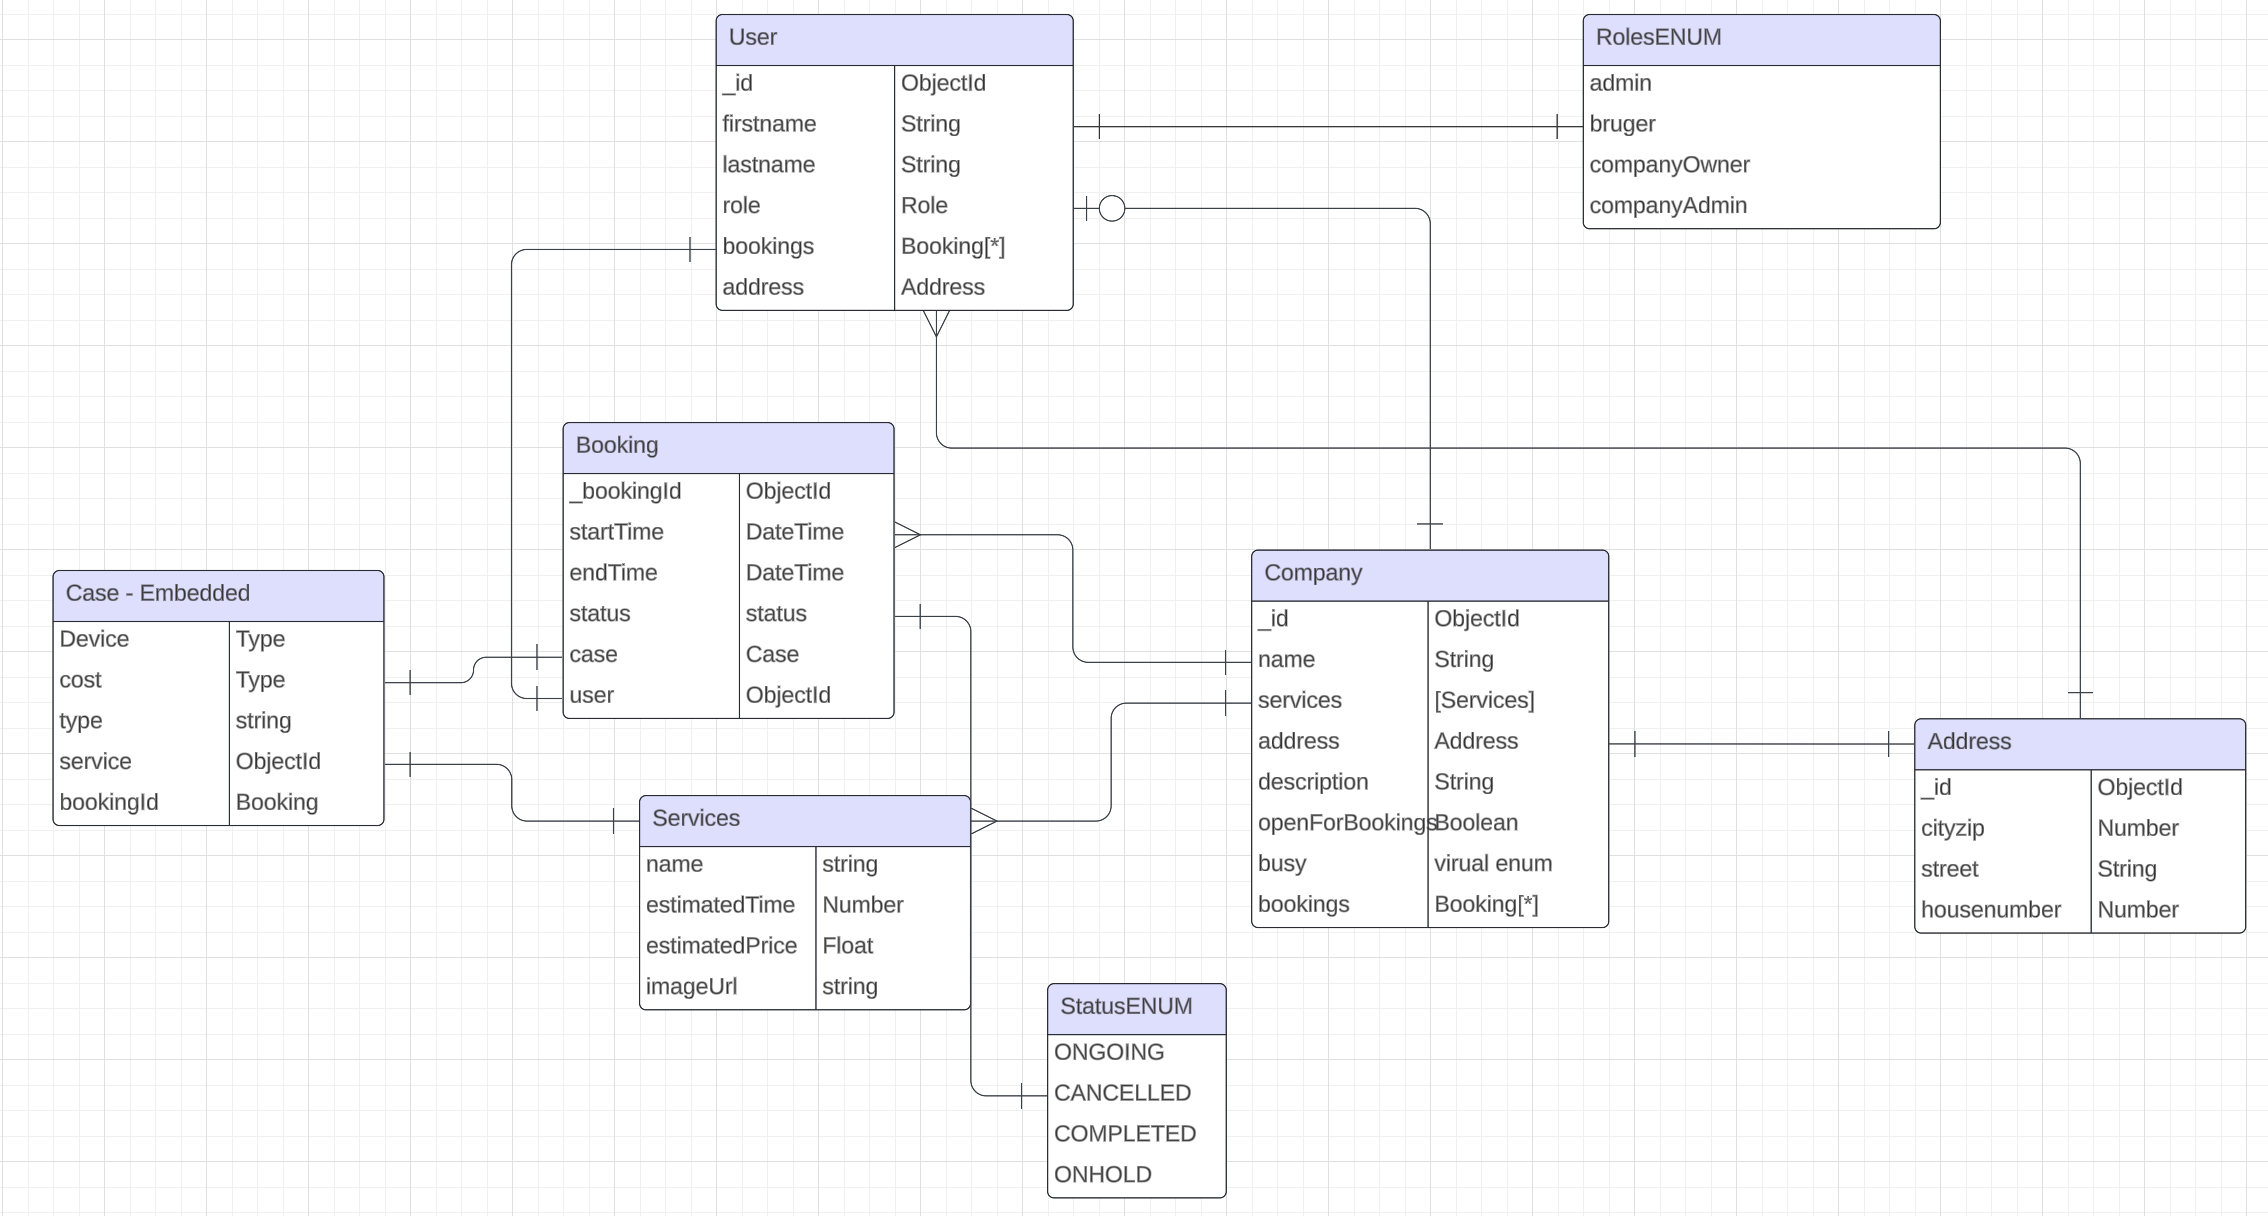 User
_id ObjectId
firstname String
lastname String
role Role
bookings Booking[*]
address Address
RolesENUM
admin
bruger
companyOwner
companyAdmin
Booking
_bookingId ObjectId
startTime DateTime
endTime DateTime
status status
case Case
user ObjectId
Case - Embedded
Device Type
cost Type
type string
service ObjectId
bookingId Booking
Company
_id ObjectId
name String
services [Services]
address Address
description String
openForBookings Boolean
busy virual enum
bookings Booking[*]
Address
_id ObjectId
cityzip Number
street String
housenumber Number
Services
name string
estimatedTime Number
estimatedPrice Float
imageUrl string
StatusENUM
ONGOING
CANCELLED
COMPLETED
ONHOLD